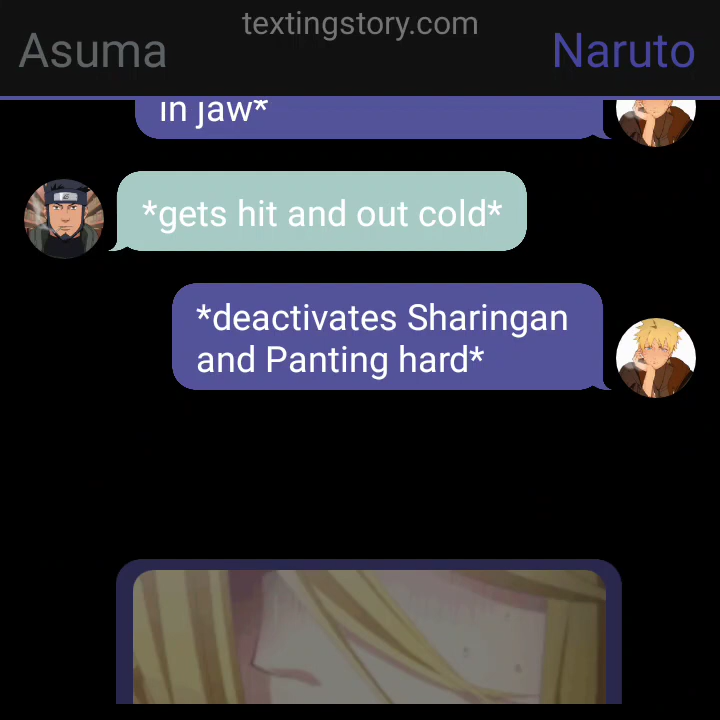 textingstory.com
Asuma
Naruto
in jaw*
*gets hit and out cold*
*deactivates Sharingan
and Panting hard*